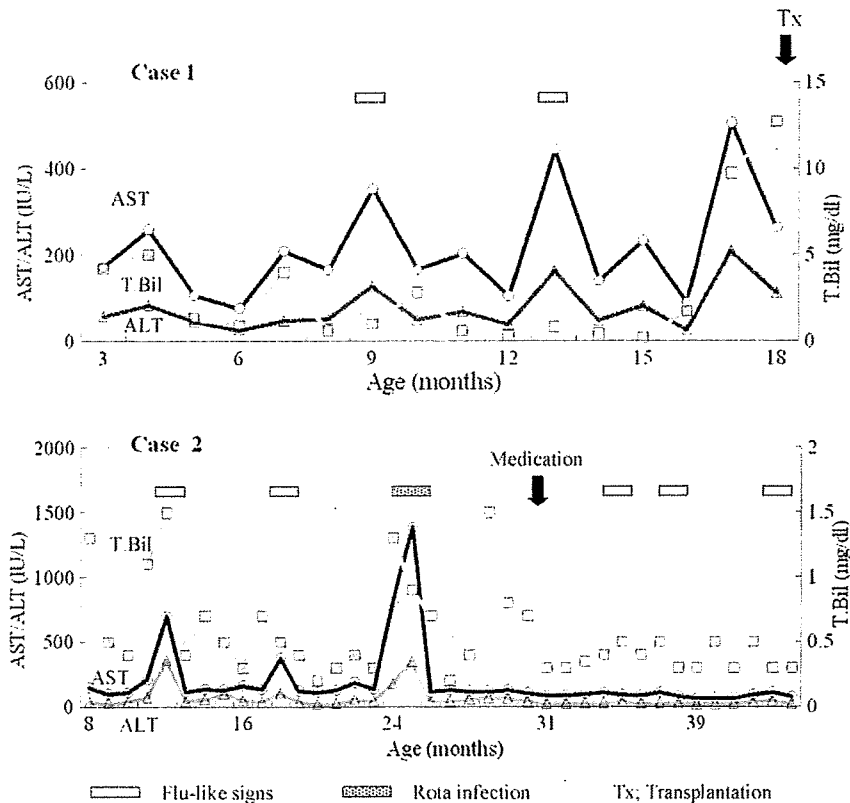 Tx
Case 1
600
400
200
0
AST/ALT (IU/L)
AST
T.Bil
ALT
15
10
5
0
T.Bil (mg/dl)
3 6 9 12 15 18
Age (months)
Case 2
2000
1500
1000
500
0
AST/ALT (IU/L)
Medication
T.Bil
AST
ALT
2
1.5
1
0.5
0
T.Bil (mg/dl)
8 16 24 31 39
Age (months)
Flu-like signs Rota infection Tx; Transplantation